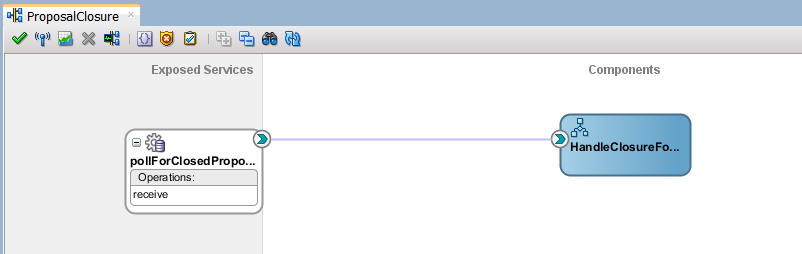 ProposalClosure
Exposed Services
Components
pollForClosedPropo...
Operations:
receive
HandleClosureFo...